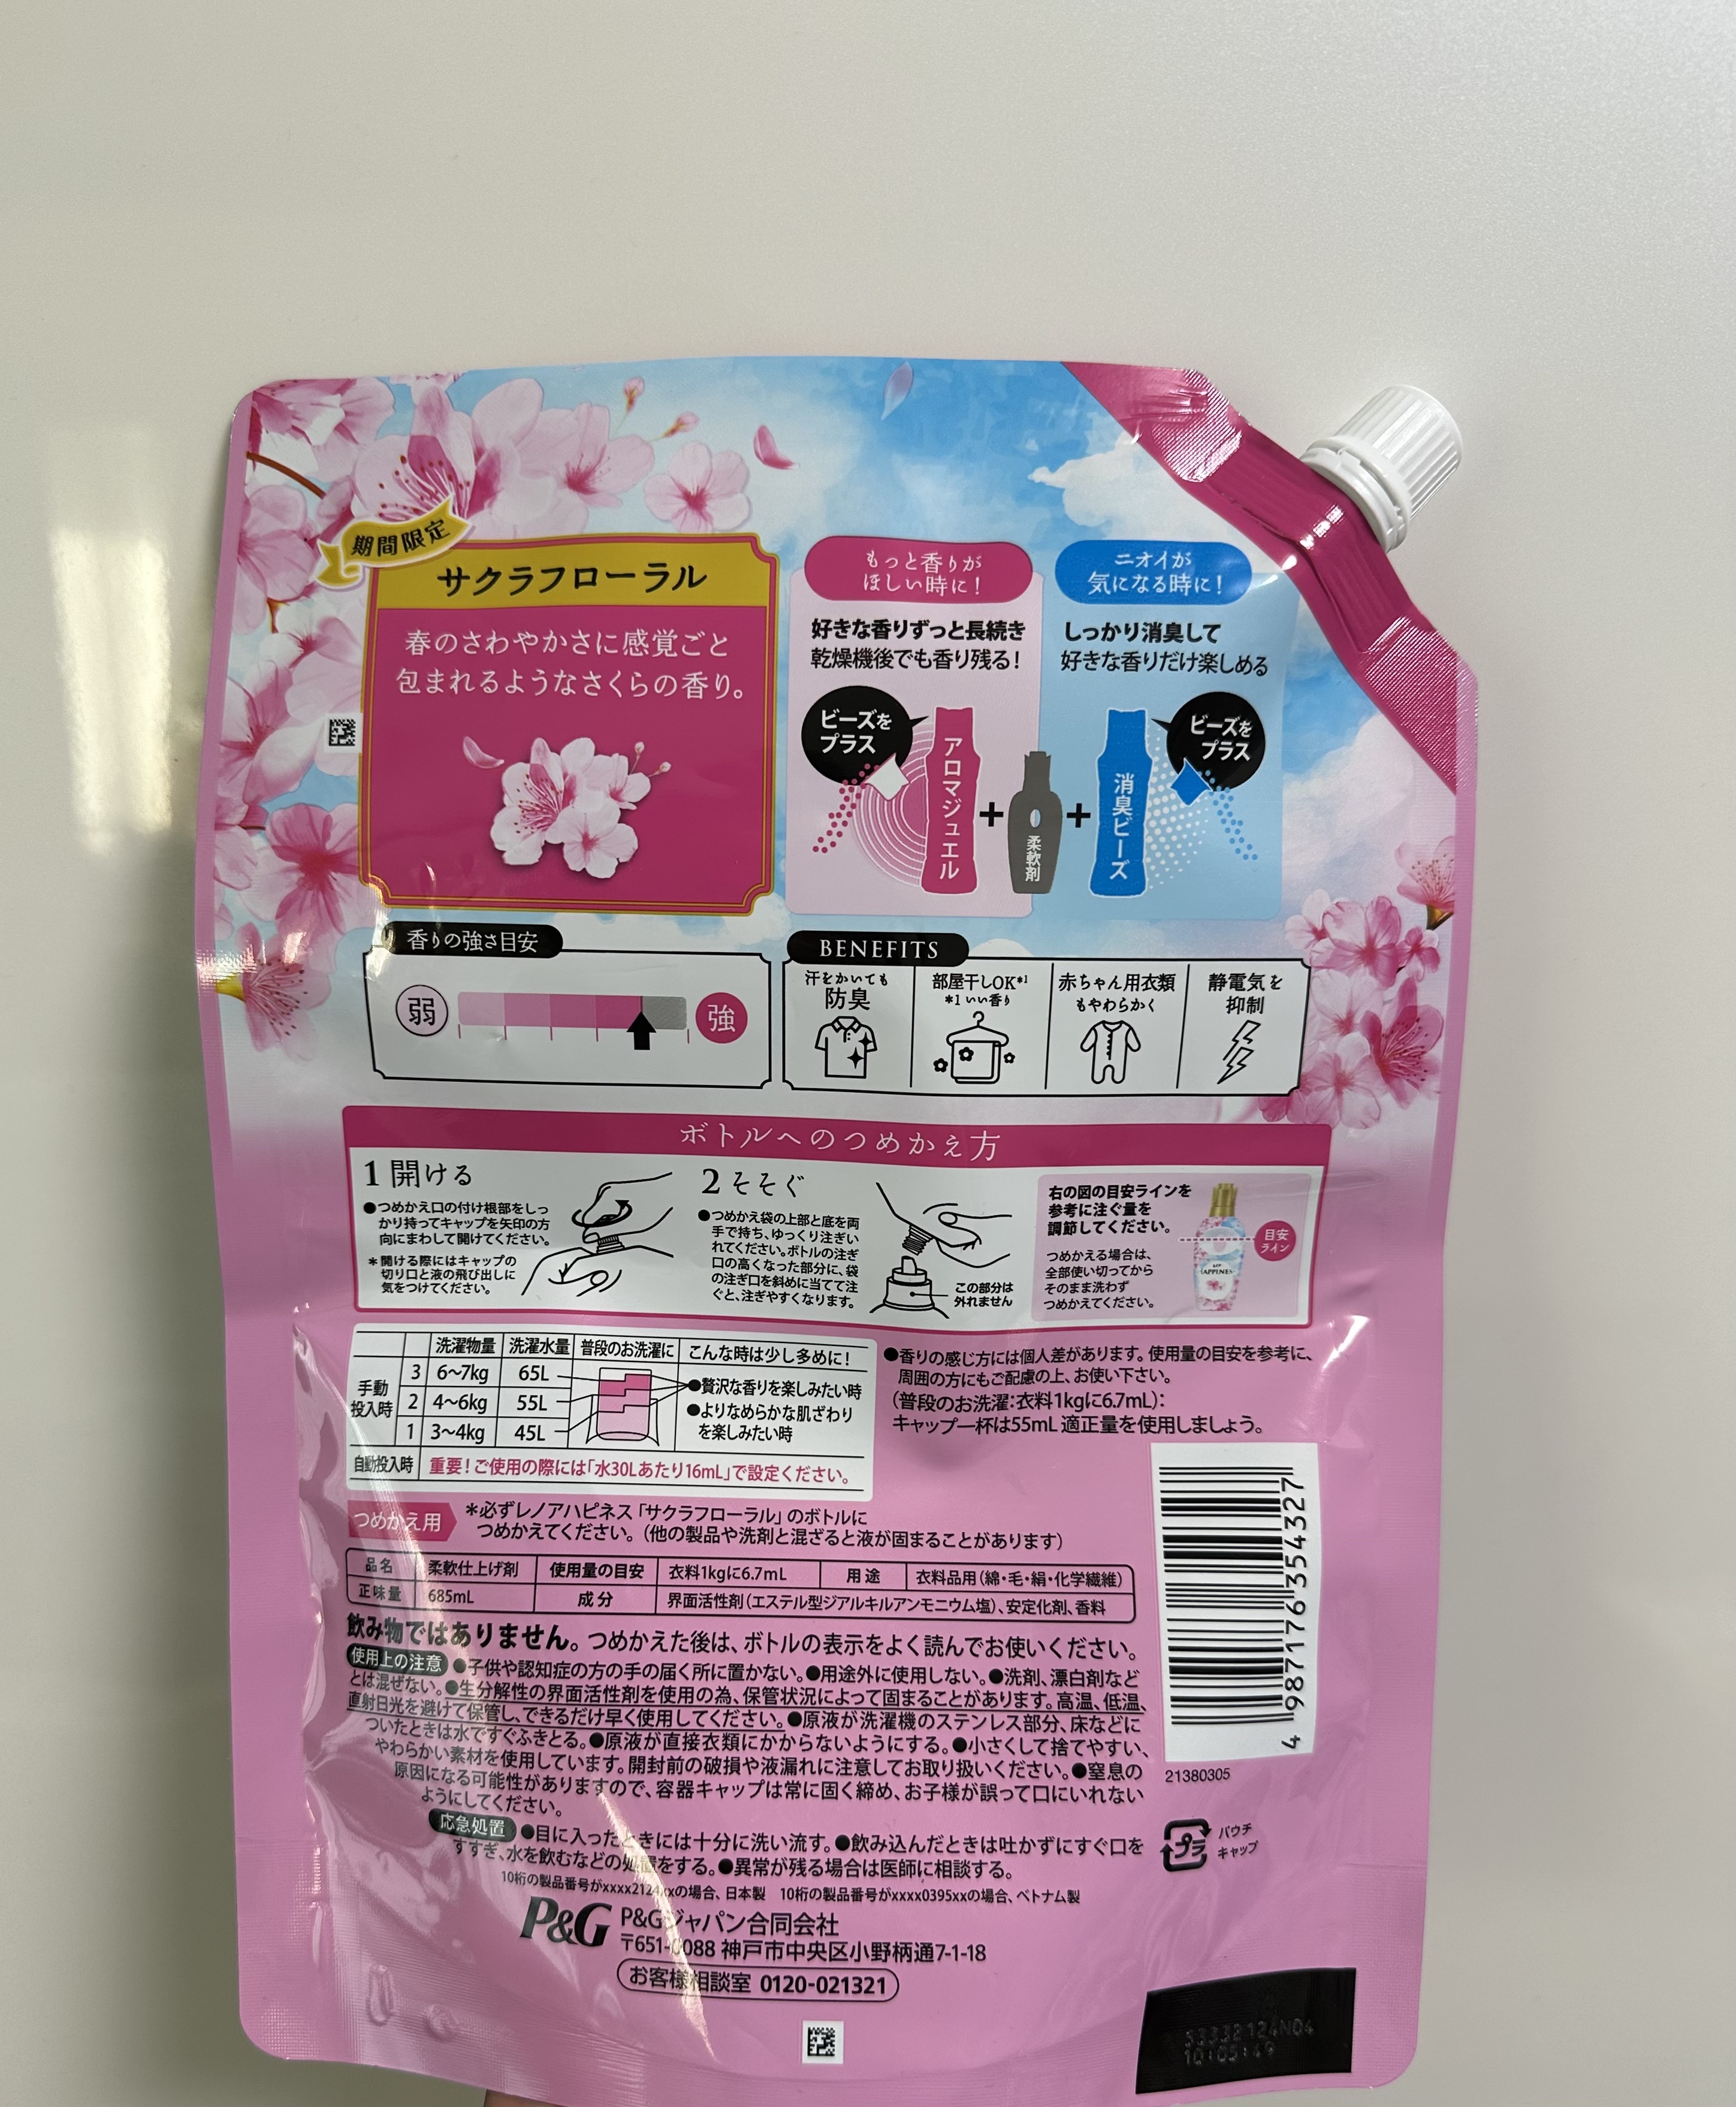 期間限定
サクラフローラル
春のさわやかさに感覚ごと
包まれるようなさくらの香り。
もっと香りが
ほしい時に!
好きな香りずっと長続き
乾燥機後でも香り残る!
ビーズを
プラス
アロマジュエル
+
柔軟剤
+
ニオイが
気になる時に!
しっかり消臭して
好きな香りだけ楽しめる
消臭ビーズ
ビーズを
プラス
香りの強さ目安
弱
強
BENEFITS
汗をかいても
防臭
部屋干しOK*1
*1 いい香り
赤ちゃん用衣類
もやわらかく
静電気を
抑制
ボトルへのつめかえ方
1 開ける
●つめかえ口の付け根部をしっ
かり持ってキャップを矢印の方
向にまわして開けてください。
*開ける際にはキャップの
切り口と液の飛び出しに
気をつけてください。
2 そそぐ
●つめかえ袋の上部と底を両
手で持ち、ゆっくり注ぎい
れてください。ボトルの注ぎ
口の高くなった部分に、袋
の注ぎ口を斜めに当てて注
ぐと、注ぎやすくなります。
この部分は
外れません
右の図の目安ラインを
参考に注ぐ量を
調節してください。
つめかえる場合は、
全部使い切ってから
そのまま洗わず
つめかえてください。
目安
ライン
洗濯物量 洗濯水量 普段のお洗濯に こんな時は少し多めに!
手動
投入時
3 6~7kg 65L
2 4~6kg 55L
1 3~4kg 45L
●贅沢な香りを楽しみたい時
●よりなめらかな肌ざわり
を楽しみたい時
自動投入時 重要!ご使用の際には「水30Lあたり16mL」で設定ください。
●香りの感じ方には個人差があります。使用量の目安を参考に、
周囲の方にもご配慮の上、お使い下さい。
(普段のお洗濯:衣料1kgに6.7mL):
キャップ一杯は55mL 適正量を使用しましょう。
つめかえ用
*必ずレノアハピネス「サクラフローラル」のボトルに
つめかえてください。(他の製品や洗剤と混ざると液が固まることがあります)
品名 柔軟仕上げ剤 使用量の目安 衣料1kgに6.7mL 用途 衣料品用(綿・毛・絹・化学繊維)
正味量 685mL 成分 界面活性剤(エステル型ジアルキルアンモニウム塩)、安定化剤、香料
飲み物ではありません。つめかえた後は、ボトルの表示をよく読んでお使いください。
使用上の注意 ●子供や認知症の方の手の届く所に置かない。●用途外に使用しない。●洗剤、漂白剤など
とは混ぜない。●生分解性の界面活性剤を使用の為、保管状況によって固まることがあります。高温、低温、
直射日光を避けて保管し、できるだけ早く使用してください。●原液が洗濯機のステンレス部分、床などに
ついたときは水ですぐふきとる。●原液が直接衣類にかからないようにする。●小さくして捨てやすい、
やわらかい素材を使用しています。開封前の破損や液漏れに注意してお取り扱いください。●窒息の
原因になる可能性がありますので、容器キャップは常に固く締め、お子様が誤って口にいれない
ようにしてください。
応急処置 ●目に入ったときには十分に洗い流す。●飲み込んだときは吐かずにすぐ口を
すすぎ、水を飲むなどの処置をする。●異常が残る場合は医師に相談する。
10桁の製品番号がxxxx2124xxの場合、日本製 10桁の製品番号がxxxx0395xxの場合、ベトナム製
P&G
P&Gジャパン合同会社
〒651-0088 神戸市中央区小野柄通7-1-18
お客様相談室 0120-021321
4 987176 354327
21380305
プラ
パウチ
キャップ
53332124N04
10:05:49